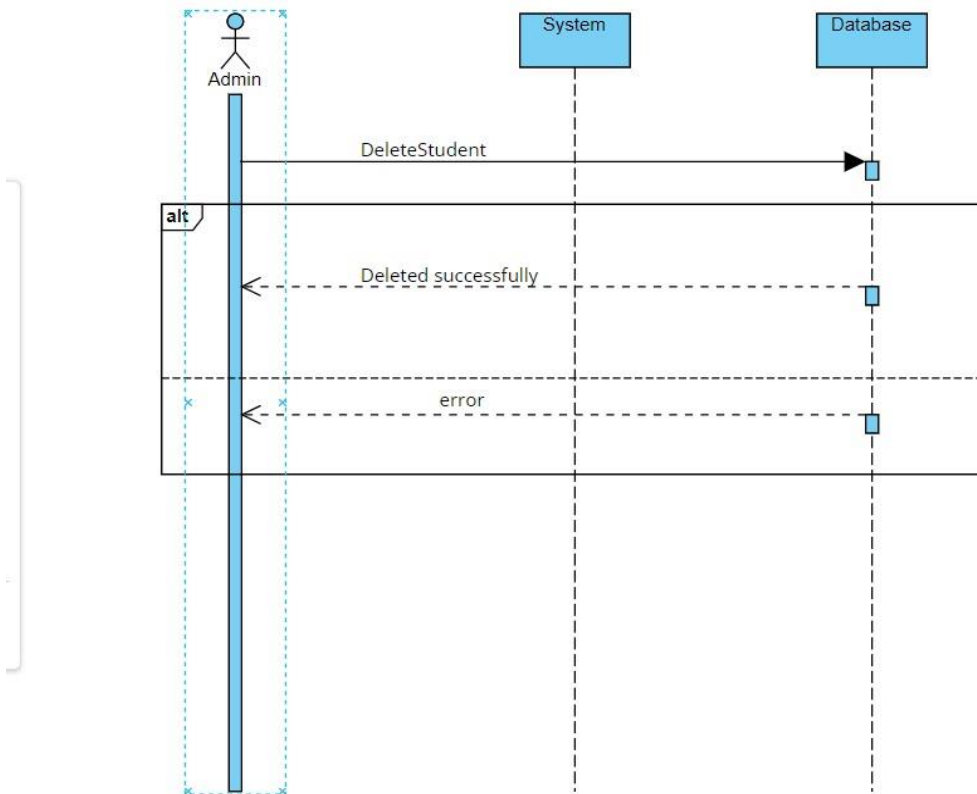 System
Database
Admin
DeleteStudent
alt
Deleted successfully
error